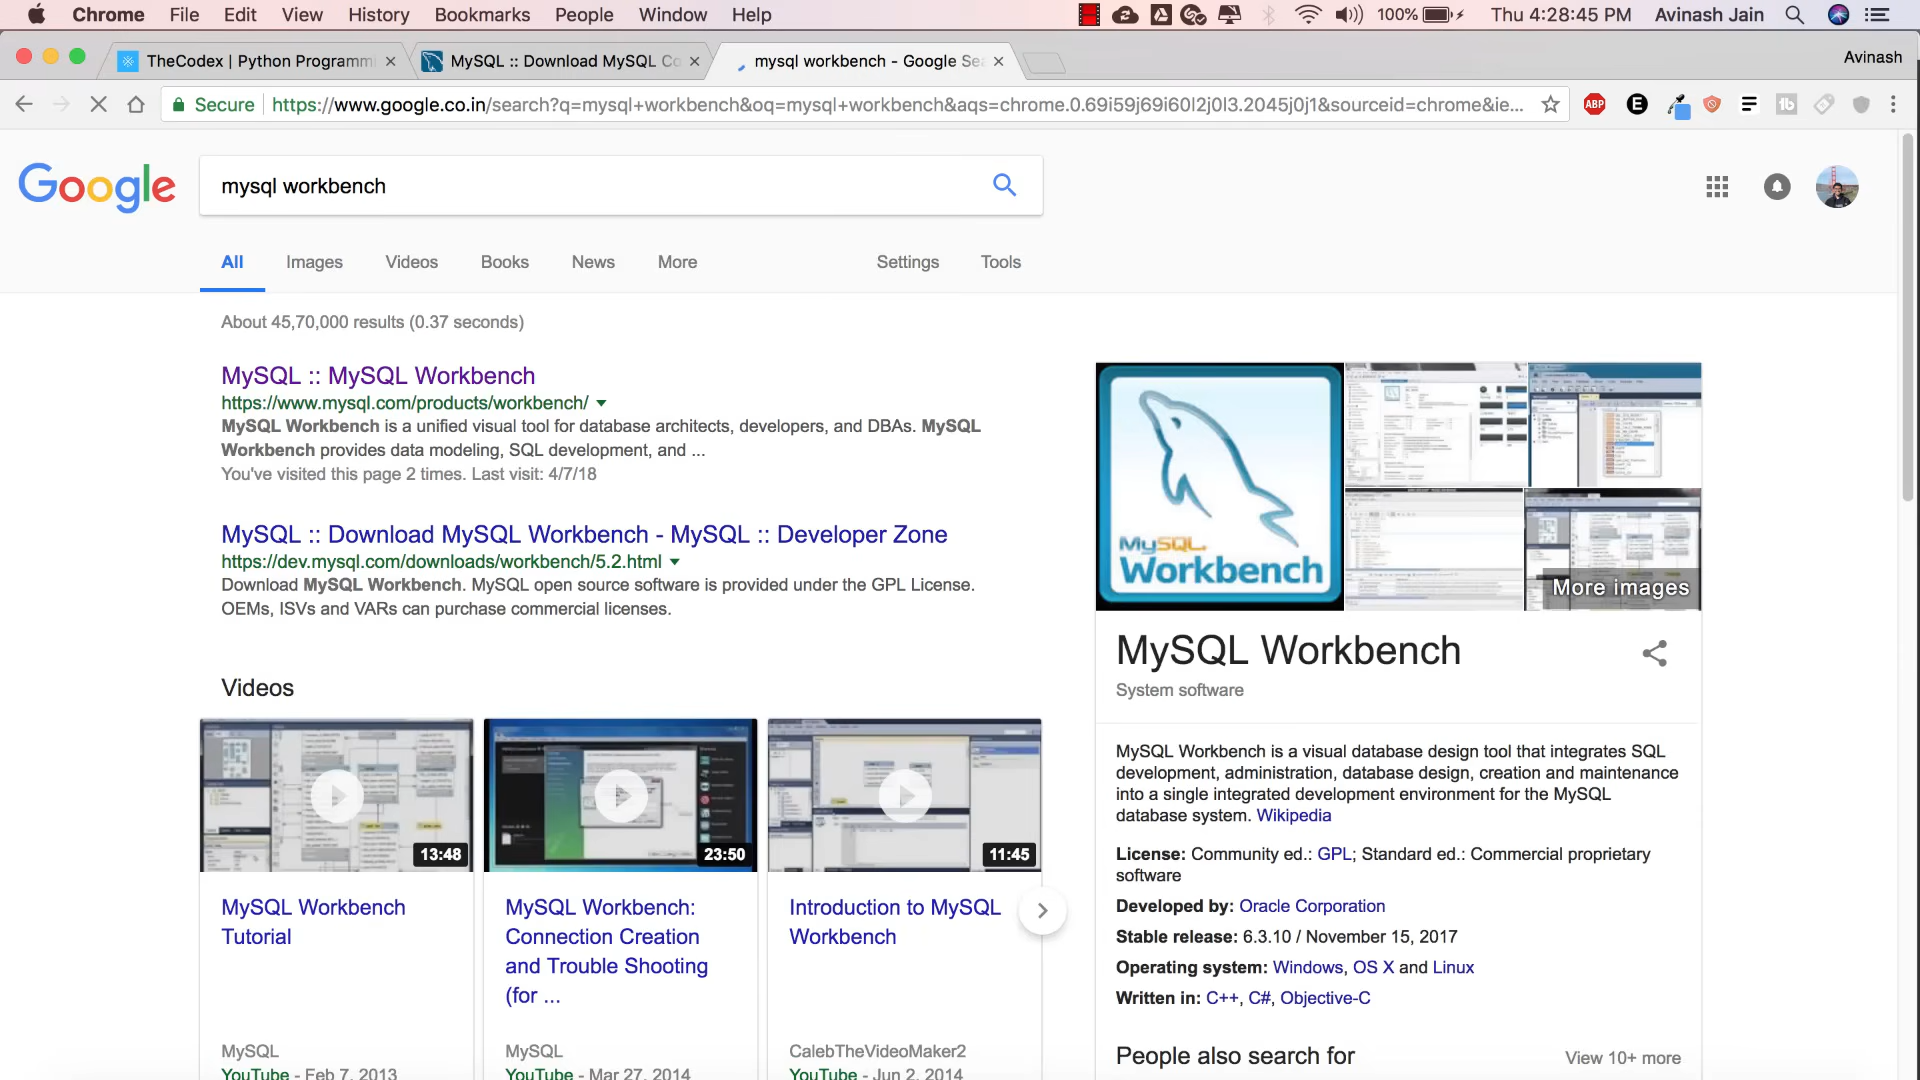 Chrome File Edit View History Bookmarks People Window Help 100% Thu 4:28:45 PM Avinash Jain
TheCodex | Python Programm MySQL :: Download MySQL Co mysql workbench - Google Sea Avinash
Secure https://www.google.co.in/search?q=mysql+workbench&oq=mysql+workbench&aqs=chrome.0.69i59j69i60l2j0l3.2045j0j1&sourceid=chrome&ie... ABP E tb
Google mysql workbench
All Images Videos Books News More Settings Tools
About 45,70,000 results (0.37 seconds)
MySQL :: MySQL Workbench
https://www.mysql.com/products/workbench/
MySQL Workbench is a unified visual tool for database architects, developers, and DBAs. MySQL
Workbench provides data modeling, SQL development, and ...
You've visited this page 2 times. Last visit: 4/7/18
MySQL :: Download MySQL Workbench - MySQL :: Developer Zone
https://dev.mysql.com/downloads/workbench/5.2.html
Download MySQL Workbench. MySQL open source software is provided under the GPL License.
OEMs, ISVs and VARs can purchase commercial licenses.
Videos
13:48
23:50
11:45
MySQL Workbench
Tutorial
MySQL
YouTube - Feb 7, 2013
MySQL Workbench:
Connection Creation
and Trouble Shooting
(for ...
MySQL
YouTube - Mar 27, 2014
Introduction to MySQL
Workbench
CalebTheVideoMaker2
YouTube - Jun 2, 2014
MySQL
Workbench
More images
MySQL Workbench
System software
MySQL Workbench is a visual database design tool that integrates SQL
development, administration, database design, creation and maintenance
into a single integrated development environment for the MySQL
database system. Wikipedia
License: Community ed.: GPL; Standard ed.: Commercial proprietary
software
Developed by: Oracle Corporation
Stable release: 6.3.10 / November 15, 2017
Operating system: Windows, OS X and Linux
Written in: C++, C#, Objective-C
People also search for View 10+ more